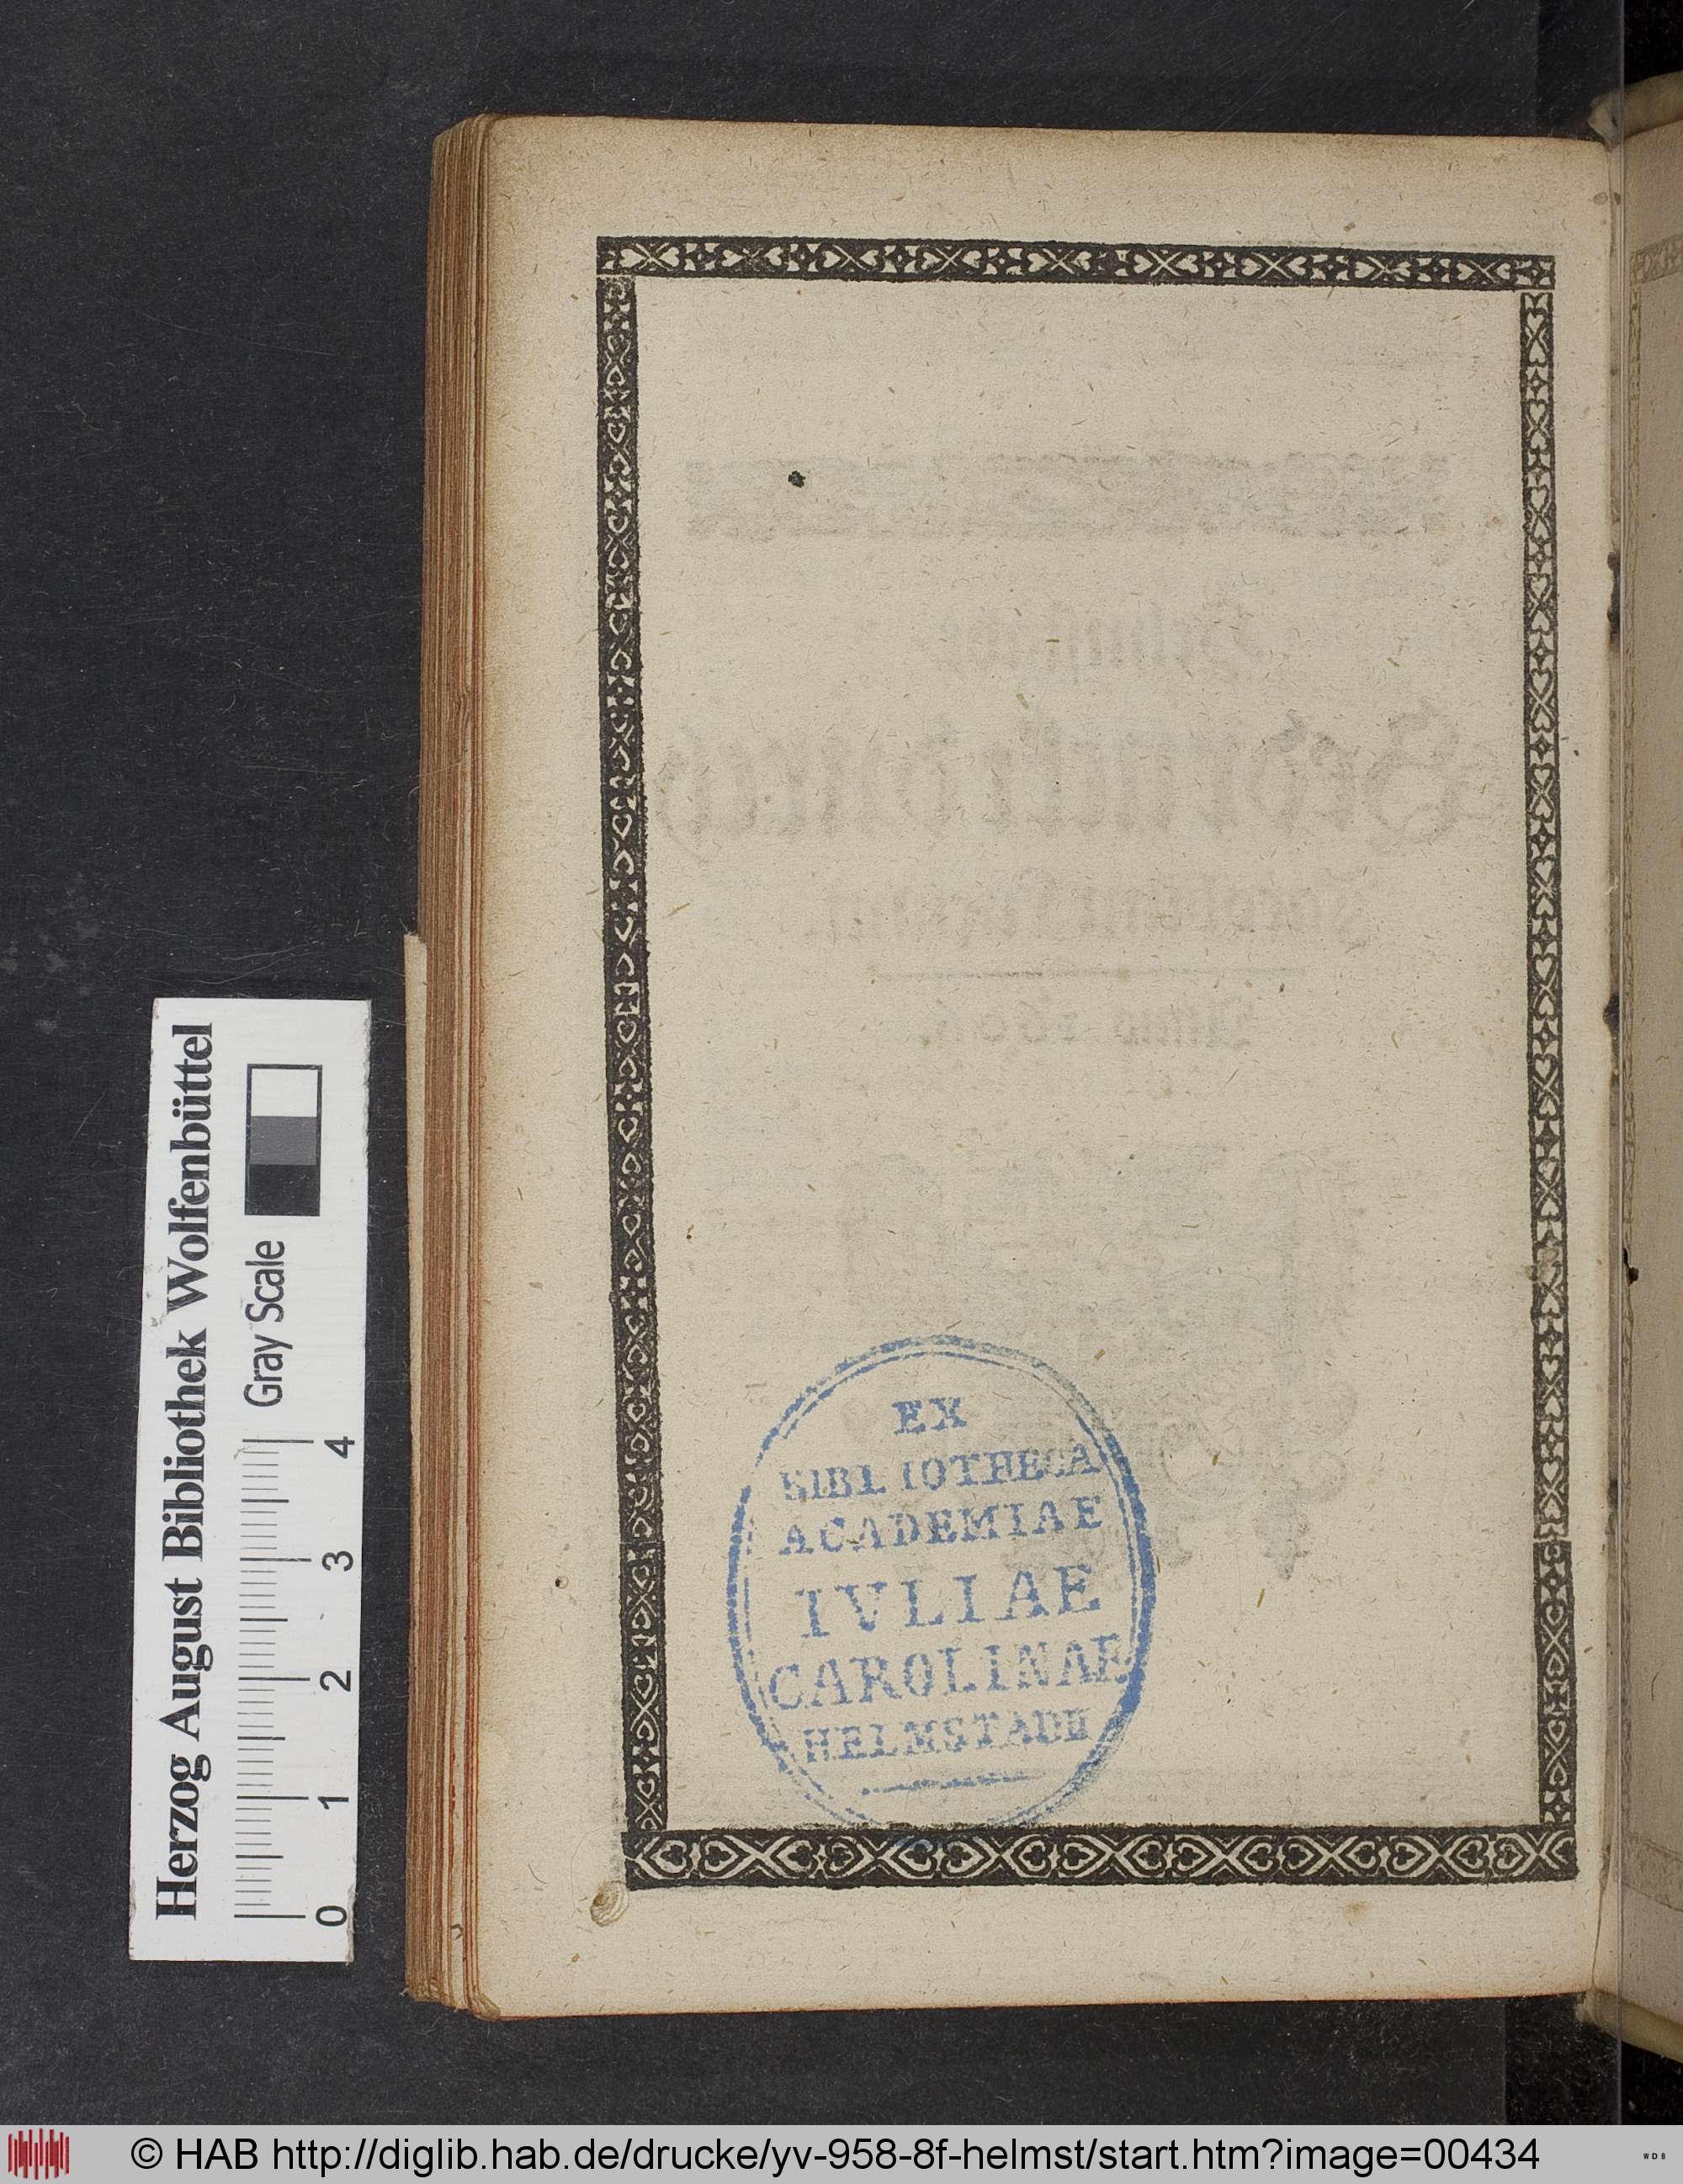 EX
BIBLIOTHECA
ACADEMIAE
IVLIAE
CAROLINAE
HELMSTADII
Herzog August Bibliothek Wolfenbüttel
Gray Scale
0 1 2 3 4
© HAB http://diglib.hab.de/drucke/yv-958-8f-helmst/start.htm?image=00434
WDB